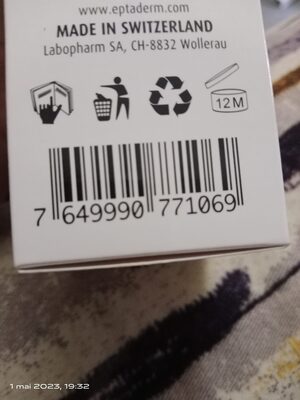 www.eptaderm.com
MADE IN SWITZERLAND
Labopharm SA, CH-8832 Wollerau
12 M
7 649990 771069
1 mai 2023, 19:32